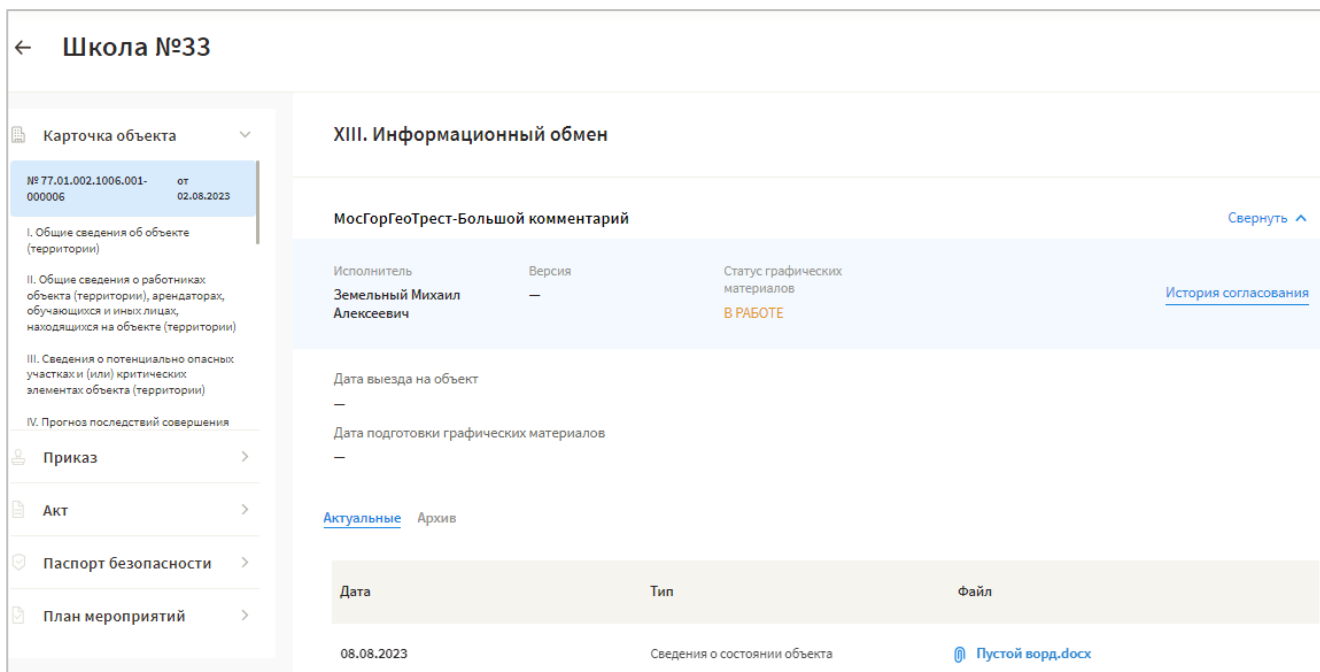 Школа №33
Карточка объекта
№ 77.01.002.1006.001-
000006
от
02.08.2023
I. Общие сведения об объекте
(территории)
II. Общие сведения о работниках
объекта (территории), арендаторах,
обучающихся и иных лицах,
находящихся на объекте (территории)
III. Сведения о потенциально опасных
участках и (или) критических
элементах объекта (территории)
IV. Прогноз последствий совершения
Приказ
Акт
Паспорт безопасности
План мероприятий
XIII. Информационный обмен
МосГорГеоТрест-Большой комментарий
Свернуть
Исполнитель
Земельный Михаил
Алексеевич
Версия
—
Статус графических
материалов
В РАБОТЕ
История согласования
Дата выезда на объект
—
Дата подготовки графических материалов
—
Актуальные Архив
Дата Тип Файл
08.08.2023 Сведения о состоянии объекта Пустой ворд.docx